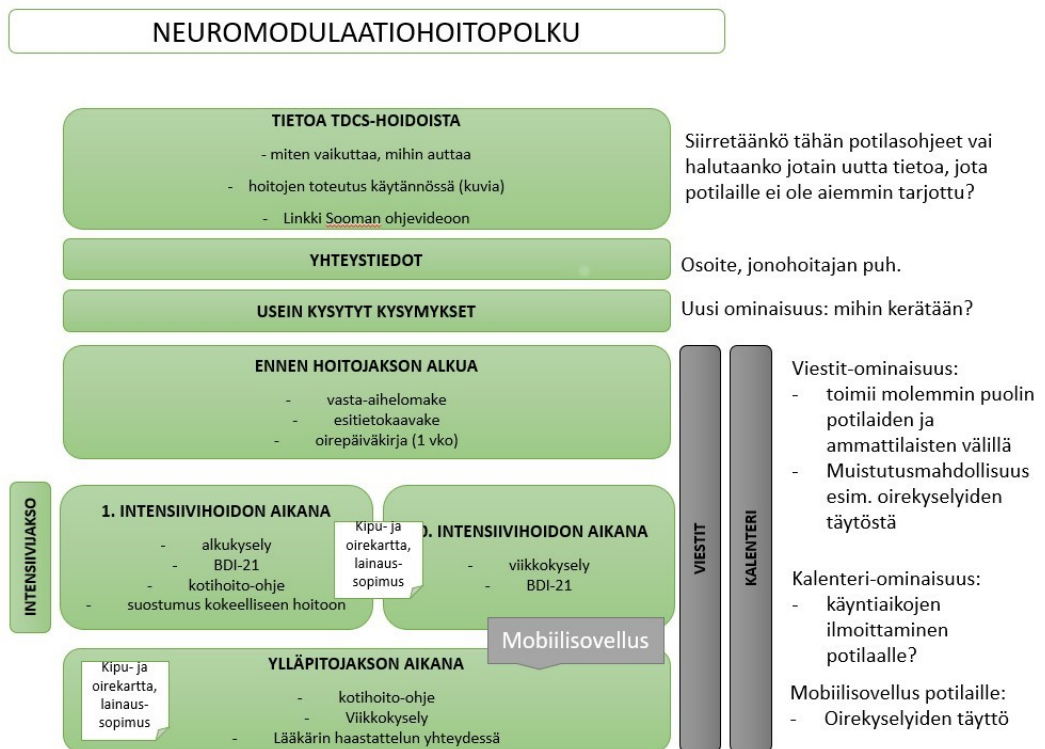 NEUROMODULAATIOHOITOPOLKU
TIETOA TDCS-HOIDOISTA
- miten vaikuttaa, mihin auttaa
- hoitojen toteutus käytännössä (kuvia)
- Linkki Sooman ohjevideoon
Siirretäänkö tähän potilasohjeet vai
halutaanko jotain uutta tietoa, jota
potilaille ei ole aiemmin tarjottu?
YHTEYSTIEDOT
Osoite, jonohoitajan puh.
USEIN KYSYTYT KYSYMYKSET
Uusi ominaisuus: mihin kerätään?
ENNEN HOITOJAKSON ALKUA
- vasta-aihelomake
- esitietokaavake
- oirepäiväkirja (1 vko)
INTENSIIVIJAKSO
1. INTENSIIVIHOIDON AIKANA
- alkukysely
- BDI-21
- kotihoito-ohje
- suostumus kokeelliseen hoitoon
Kipu- ja
oirekartta,
lainaus-
sopimus
0. INTENSIIVIHOIDON AIKANA
- viikkokysely
- BDI-21
Mobiilisovellus
Kipu- ja
oirekartta,
lainaus-
sopimus
YLLÄPITOJAKSON AIKANA
- kotihoito-ohje
- Viikkokysely
- Lääkärin haastattelun yhteydessä
VIESTIT
KALENTERI
Viestit-ominaisuus:
- toimii molemmin puolin
potilaiden ja
ammattilaisten välillä
- Muistutusmahdollisuus
esim. oirekyselyiden
täytöstä
Kalenteri-ominaisuus:
- käyntiaikojen
ilmoittaminen
potilaalle?
Mobiilisovellus potilaille:
- Oirekyselyiden täyttö